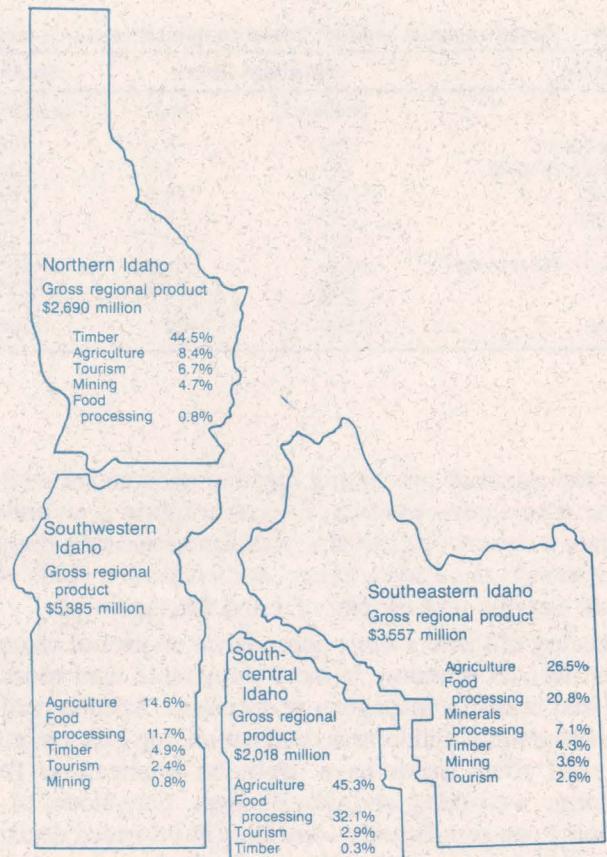 Northern Idaho
Gross regional product
$2,690 million
Timber 44.5%
Agriculture 8.4%
Tourism 6.7%
Mining 4.7%
Food
processing 0.8%
Southwestern
Idaho
Gross regional
product
$5,385 million
Agriculture 14.6%
Food
processing 11.7%
Timber 4.9%
Tourism 2.4%
Mining 0.8%
South-
central
Idaho
Gross regional
product
$2,018 million
Agriculture 45.3%
Food
processing 32.1%
Tourism 2.9%
Timber 0.3%
Southeastern Idaho
Gross regional product
$3,557 million
Agriculture 26.5%
Food
processing 20.8%
Minerals
processing 7.1%
Timber 4.3%
Mining 3.6%
Tourism 2.6%